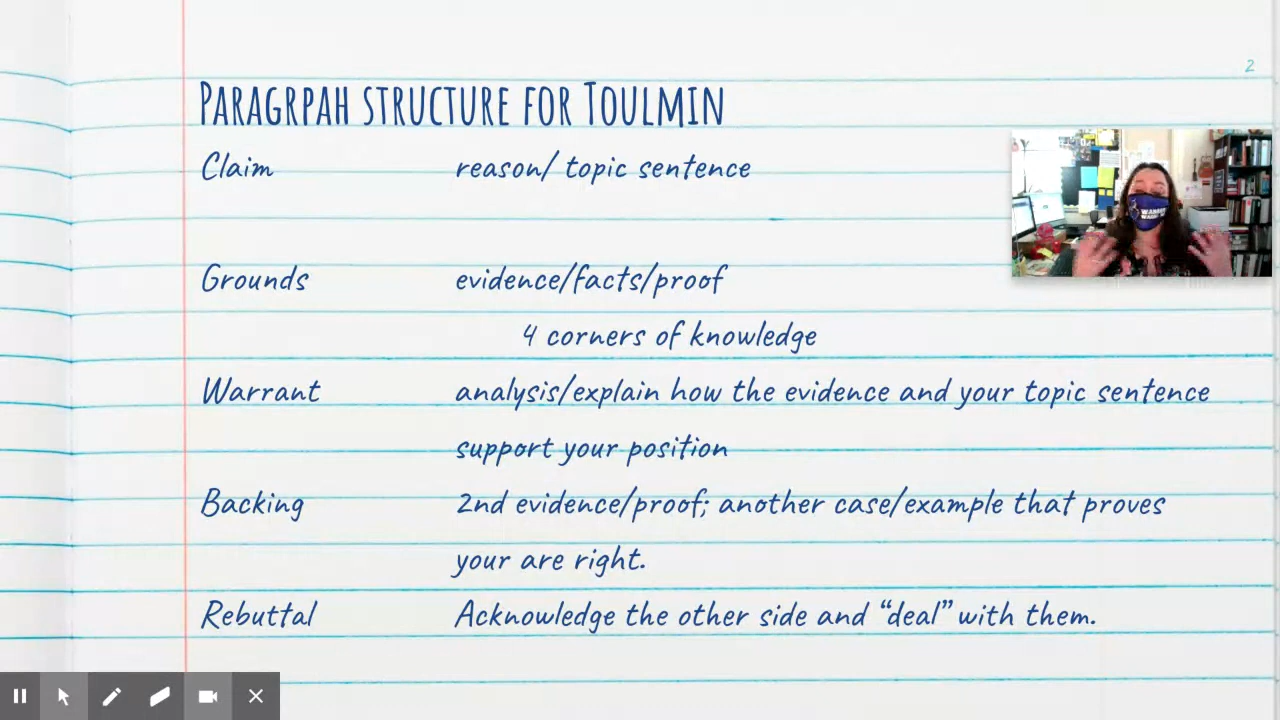 2
Paragrpah structure for Toulmin
Claim reason/ topic sentence
Grounds evidence/facts/proof
4 corners of knowledge
Warrant analysis/explain how the evidence and your topic sentence
support your position
Backing 2nd evidence/proof; another case/example that proves
your are right.
Rebuttal Acknowledge the other side and “deal” with them.